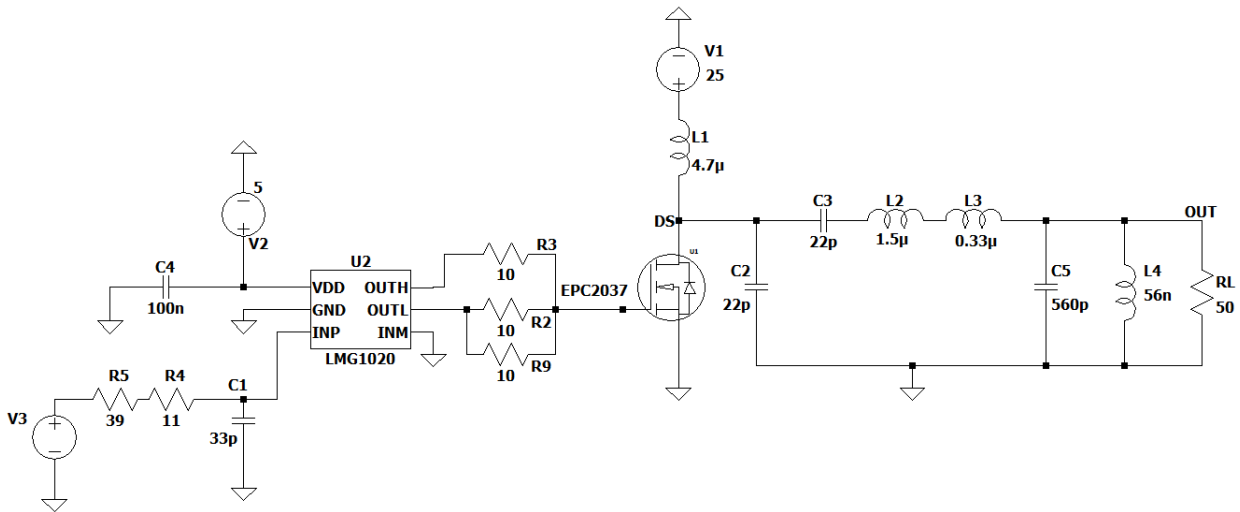 V1
25
L1
4.7µ
5
V2
C3
22p
L2
1.5µ
L3
0.33µ
DS
OUT
C4
100n
U2
VDD
GND
INP
OUTH
OUTL
INM
LMG1020
R3
10
10
R2
10
R9
EPC2037
U1
C2
22p
C5
560p
L4
56n
RL
50
V3
R5
39
R4
11
C1
33p